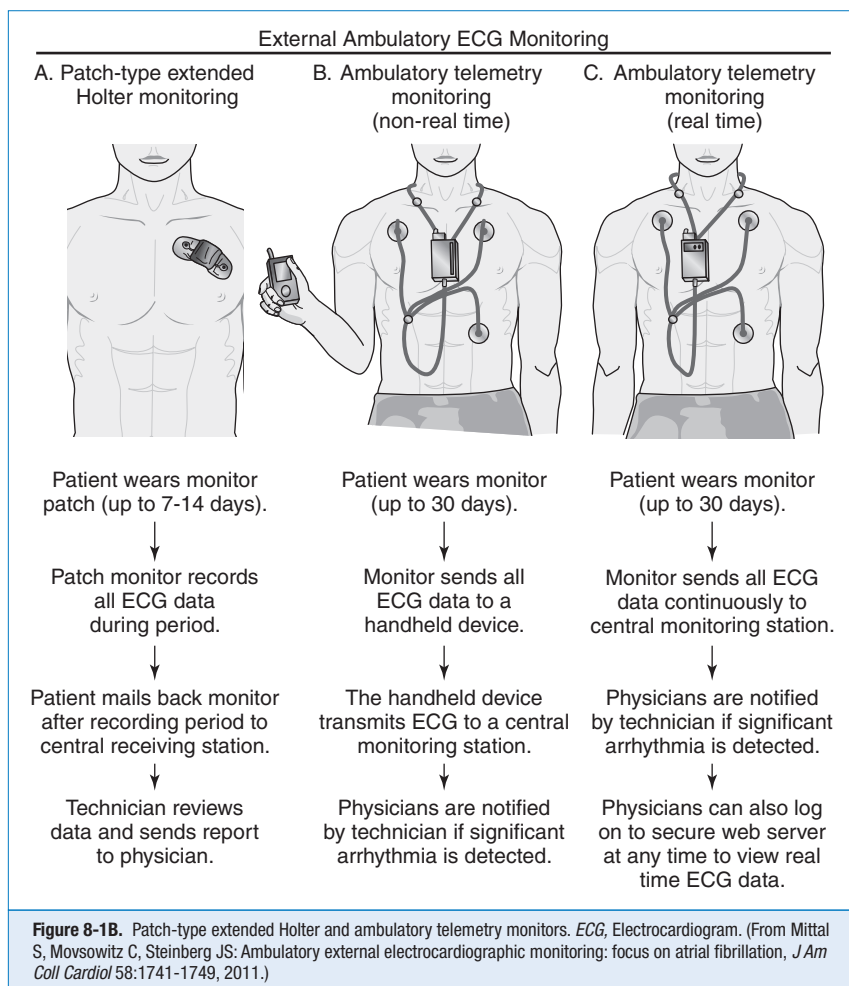 External Ambulatory ECG Monitoring
A. Patch-type extended
Holter monitoring
B. Ambulatory telemetry
monitoring
(non-real time)
C. Ambulatory telemetry
monitoring
(real time)
Patient wears monitor
patch (up to 7-14 days).
Patch monitor records
all ECG data
during period.
Patient mails back monitor
after recording period to
central receiving station.
Technician reviews
data and sends report
to physician.
Patient wears monitor
(up to 30 days).
Monitor sends all
ECG data to a
handheld device.
The handheld device
transmits ECG to a central
monitoring station.
Physicians are notified
by technician if significant
arrhythmia is detected.
Patient wears monitor
(up to 30 days).
Monitor sends all ECG
data continuously to
central monitoring station.
Physicians are notified
by technician if significant
arrhythmia is detected.
Physicians can also log
on to secure web server
at any time to view real
time ECG data.
Figure 8-1B. Patch-type extended Holter and ambulatory telemetry monitors. ECG, Electrocardiogram. (From Mittal
S, Movsowitz C, Steinberg JS: Ambulatory external electrocardiographic monitoring: focus on atrial fibrillation, J Am
Coll Cardiol 58:1741-1749, 2011.)